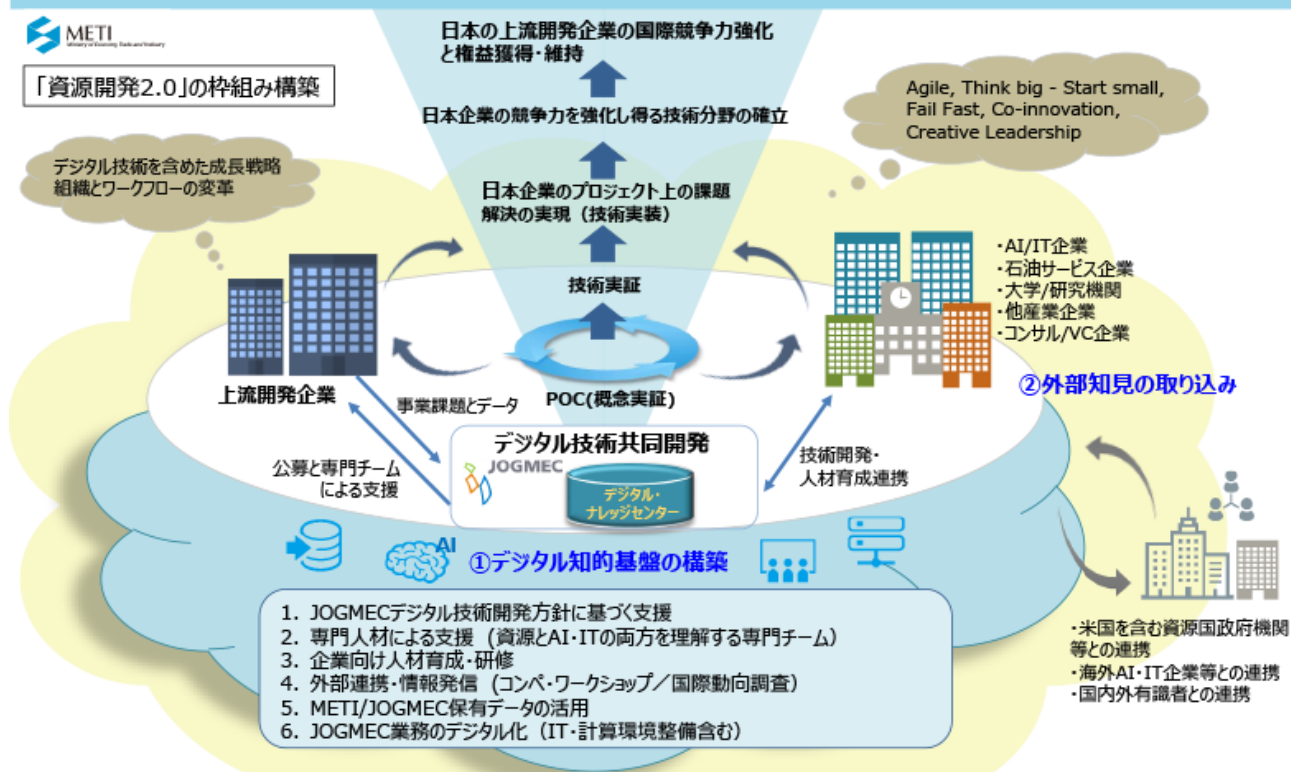 METI
Ministry of Economy, Trade and Industry
「資源開発2.0」の枠組み構築
日本の上流開発企業の国際競争力強化
と権益獲得・維持
日本企業の競争力を強化し得る技術分野の確立
日本企業のプロジェクト上の課題
解決の実現（技術実装）
技術実証
POC(概念実証)
デジタル技術を含めた成長戦略
組織とワークフローの変革
Agile, Think big - Start small,
Fail Fast, Co-innovation,
Creative Leadership
上流開発企業
・AI/IT企業
・石油サービス企業
・大学/研究機関
・他産業企業
・コンサル/VC企業
②外部知見の取り込み
事業課題とデータ
公募と専門チーム
による支援
デジタル技術共同開発
JOGMEC
デジタル・
ナレッジセンター
技術開発・
人材育成連携
AI
①デジタル知的基盤の構築
1. JOGMECデジタル技術開発方針に基づく支援
2. 専門人材による支援 (資源とAI・ITの両方を理解する専門チーム）
3. 企業向け人材育成・研修
4. 外部連携・情報発信 (コンペ・ワークショップ／国際動向調査）
5. METI/JOGMEC保有データの活用
6. JOGMEC業務のデジタル化（IT・計算環境整備含む）
・米国を含む資源国政府機関
等との連携
・海外AI・IT企業等との連携
・国内外有識者との連携